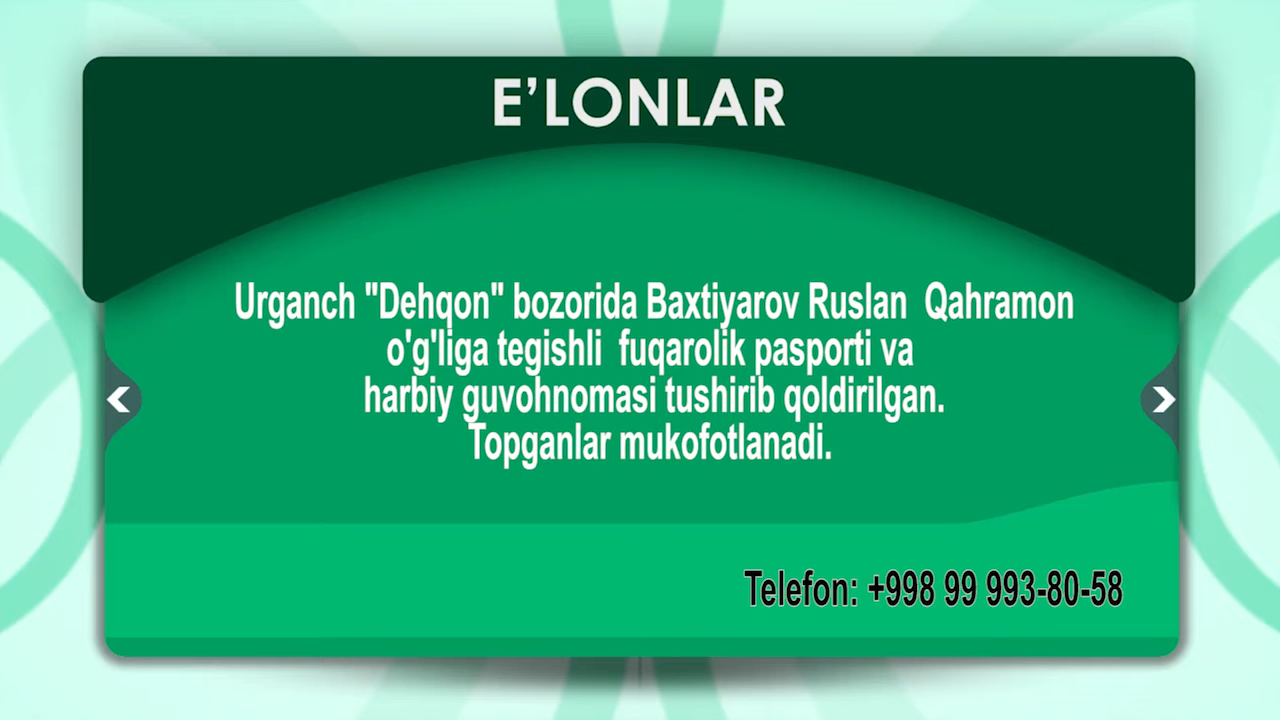 E’LONLAR
Urganch "Dehqon" bozorida Baxtiyarov Ruslan Qahramon
o'g'liga tegishli fuqarolik pasporti va
harbiy guvohnomasi tushirib qoldirilgan.
Topganlar mukofotlanadi.
Telefon: +998 99 993-80-58